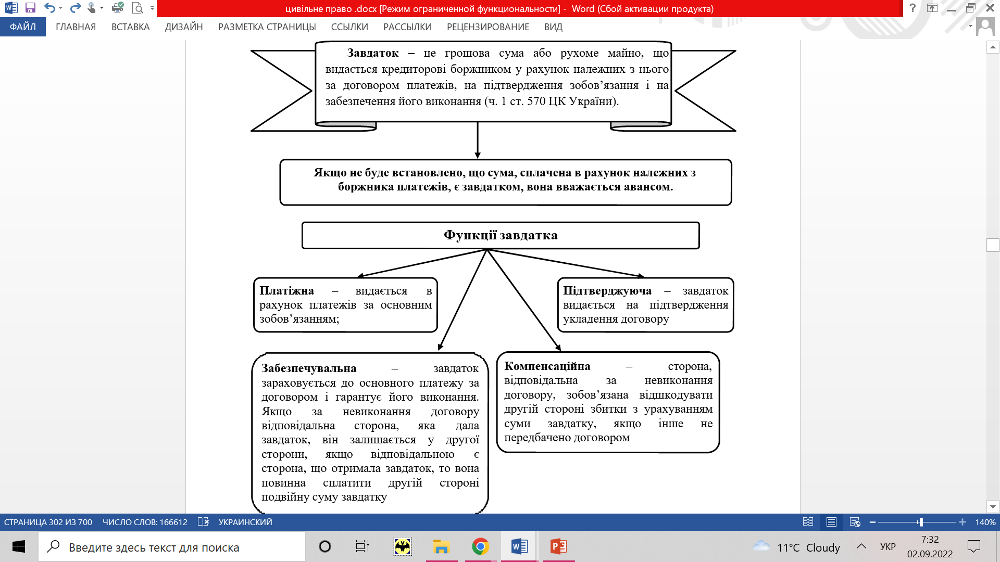 цивільне право .docx [Режим ограниченной функциональности] - Word (Сбой активации продукта)
ФАЙЛ ГЛАВНАЯ ВСТАВКА ДИЗАЙН РАЗМЕТКА СТРАНИЦЫ ССЫЛКИ РАССЫЛКИ РЕЦЕНЗИРОВАНИЕ ВИД
Завдаток – це грошова сума або рухоме майно, що
видається кредиторові боржником у рахунок належних з нього
за договором платежів, на підтвердження зобов’язання і на
забезпечення його виконання (ч. 1 ст. 570 ЦК України).
Якщо не буде встановлено, що сума, сплачена в рахунок належних з
боржника платежів, є завдатком, вона вважається авансом.
Функції завдатка
Платіжна – видається в
рахунок платежів за основним
зобов’язанням;
Підтверджуюча – завдаток
видається на підтвердження
укладення договору
Забезпечувальна – завдаток
зараховується до основного платежу за
договором і гарантує його виконання.
Якщо за невиконання договору
відповідальна сторона, яка дала
завдаток, він залишається у другої
сторони, якщо відповідальною є
сторона, що отримала завдаток, то вона
повинна сплатити другій стороні
подвійну суму завдатку
Компенсаційна – сторона,
відповідальна за невиконання
договору, зобов’язана відшкодувати
другій стороні збитки з урахуванням
суми завдатку, якщо інше не
передбачено договором
СТРАНИЦА 302 ИЗ 700 ЧИСЛО СЛОВ: 166612 УКРАИНСКИЙ 140%
Введите здесь текст для поиска
11°C Cloudy
УКР
7:32
02.09.2022